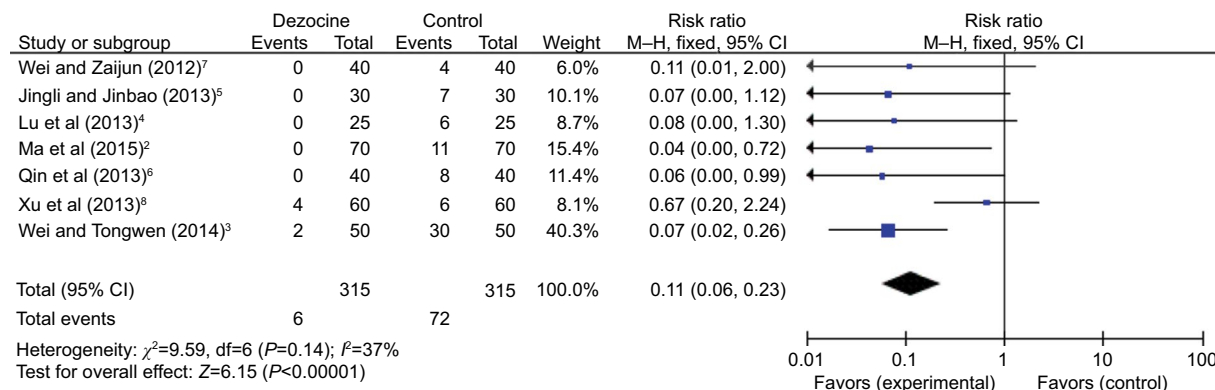 Dezocine Control Risk ratio Risk ratio
Study or subgroup Events Total Events Total Weight M–H, fixed, 95% CI M–H, fixed, 95% CI
Wei and Zaijun (2012)⁷ 0 40 4 40 6.0% 0.11 (0.01, 2.00)
Jingli and Jinbao (2013)⁵ 0 30 7 30 10.1% 0.07 (0.00, 1.12)
Lu et al (2013)⁴ 0 25 6 25 8.7% 0.08 (0.00, 1.30)
Ma et al (2015)² 0 70 11 70 15.4% 0.04 (0.00, 0.72)
Qin et al (2013)⁶ 0 40 8 40 11.4% 0.06 (0.00, 0.99)
Xu et al (2013)⁸ 4 60 6 60 8.1% 0.67 (0.20, 2.24)
Wei and Tongwen (2014)³ 2 50 30 50 40.3% 0.07 (0.02, 0.26)
Total (95% CI) 315 315 100.0% 0.11 (0.06, 0.23)
Total events 6 72
Heterogeneity: χ²=9.59, df=6 (P=0.14); I²=37%
Test for overall effect: Z=6.15 (P<0.00001)
0.01 0.1 1 10 100
Favors (experimental) Favors (control)